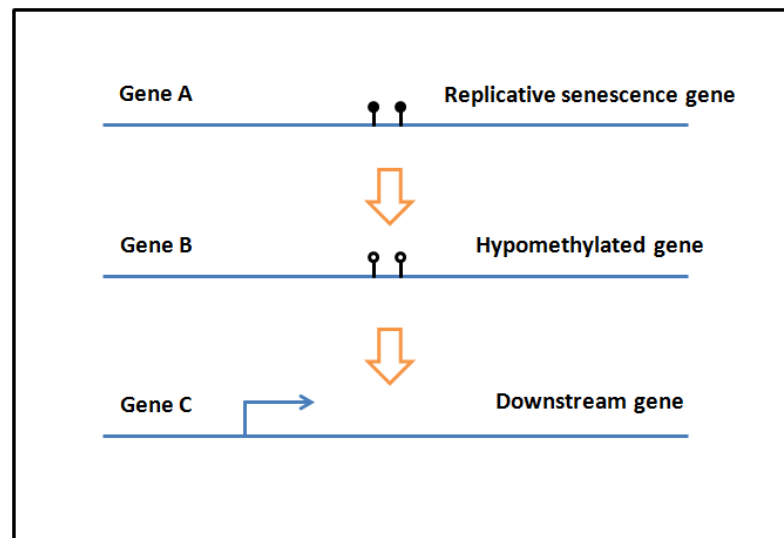 Gene A Replicative senescence gene
Gene B Hypomethylated gene
Gene C Downstream gene